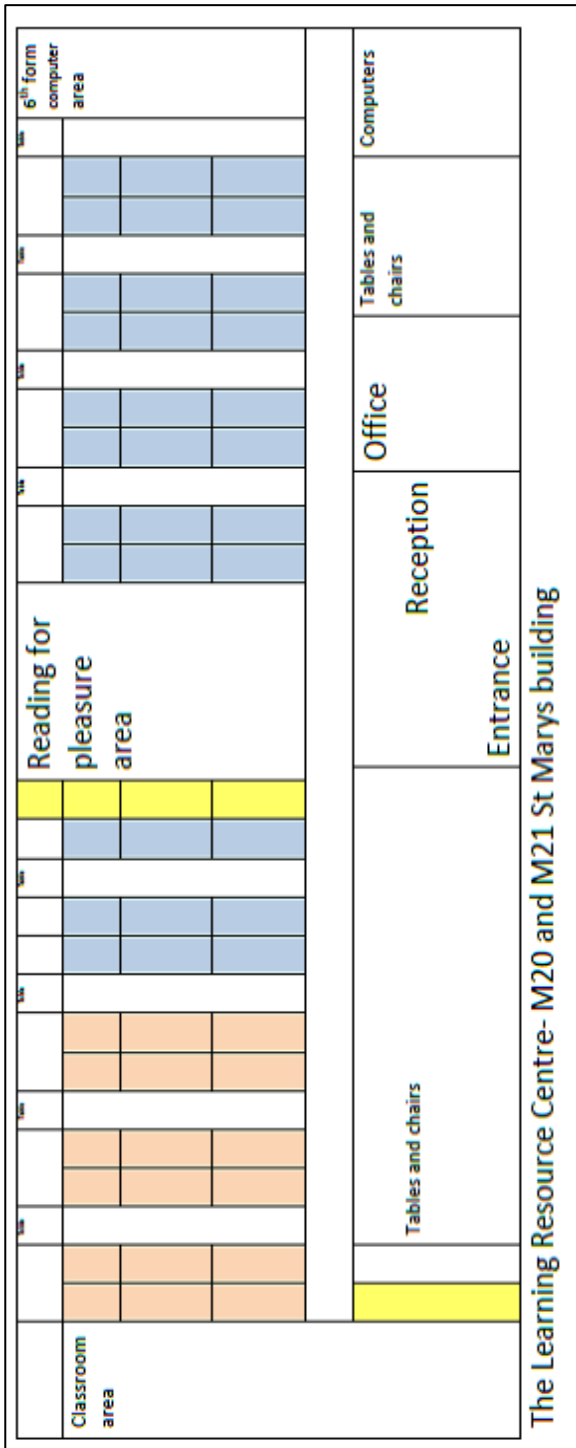 6th form
computer
area
Reading for
pleasure
area
Classroom
area
Computers
Tables and
chairs
Office
Reception
Entrance
Tables and chairs
The Learning Resource Centre- M20 and M21 St Marys building